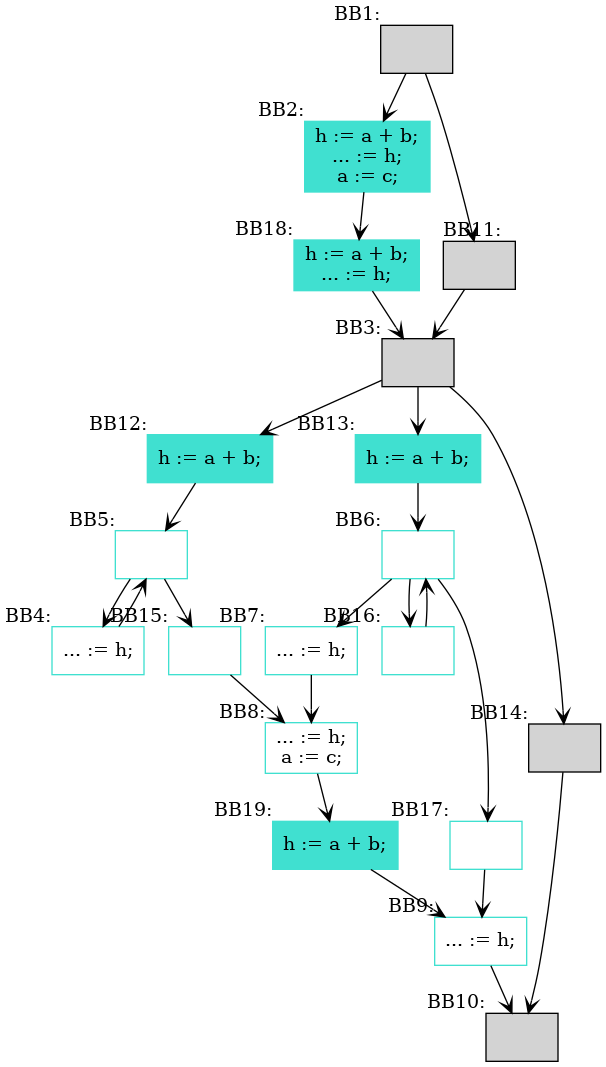 BB1:
BB2:
h := a + b;
... := h;
a := c;
BB18:
h := a + b;
... := h;
BB11:
BB3:
BB12:
h := a + b;
BB13:
h := a + b;
BB5:
BB6:
BB4:
... := h;
BB15:
BB7:
... := h;
BB16:
BB8:
... := h;
a := c;
BB14:
BB19:
h := a + b;
BB17:
BB9:
... := h;
BB10: